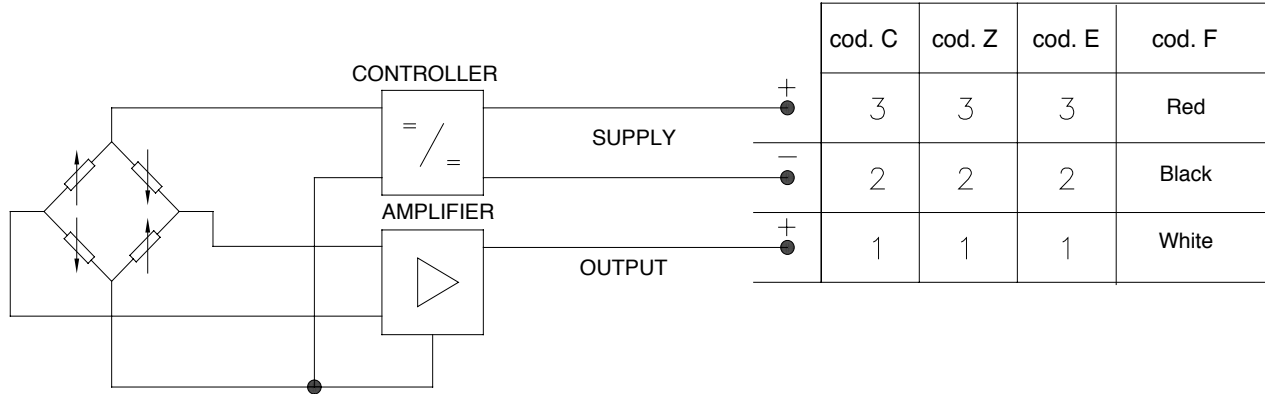 cod. C cod. Z cod. E cod. F
CONTROLLER
+ 3 3 3 Red
= / =
SUPPLY
− 2 2 2 Black
AMPLIFIER
+ 1 1 1 White
OUTPUT